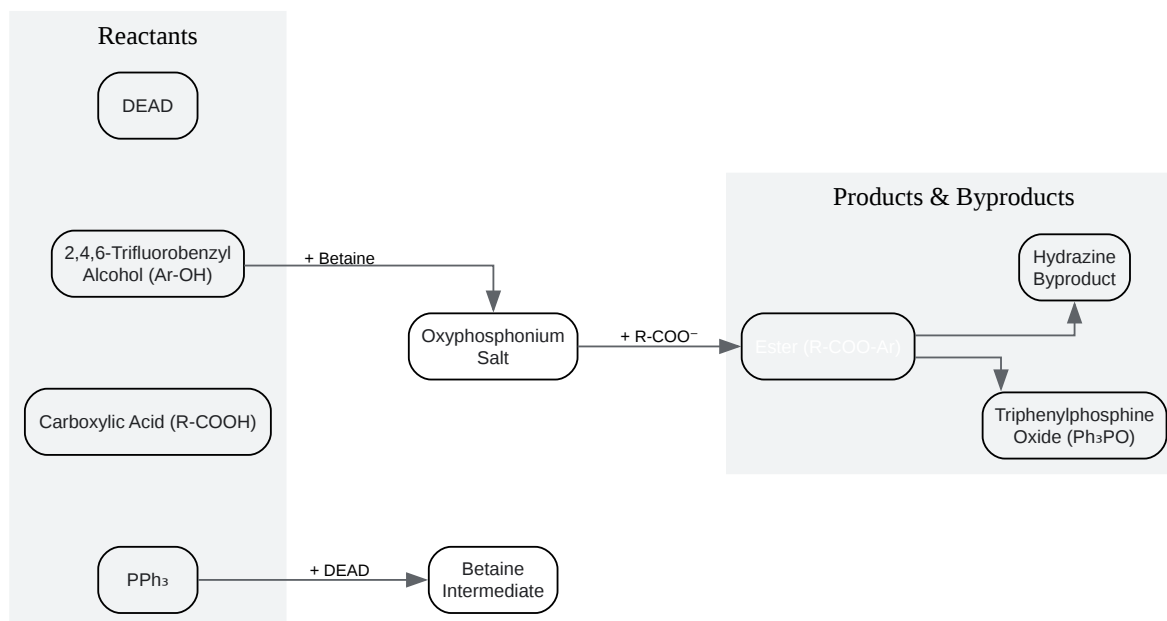 Reactants
DEAD
2,4,6-Trifluorobenzyl
Alcohol (Ar-OH)
+ Betaine
Carboxylic Acid (R-COOH)
PPh₃
+ DEAD
Betaine
Intermediate
Oxyphosphonium
Salt
+ R-COO⁻
Products & Byproducts
Ester (R-COO-Ar)
Hydrazine
Byproduct
Triphenylphosphine
Oxide (Ph₃PO)